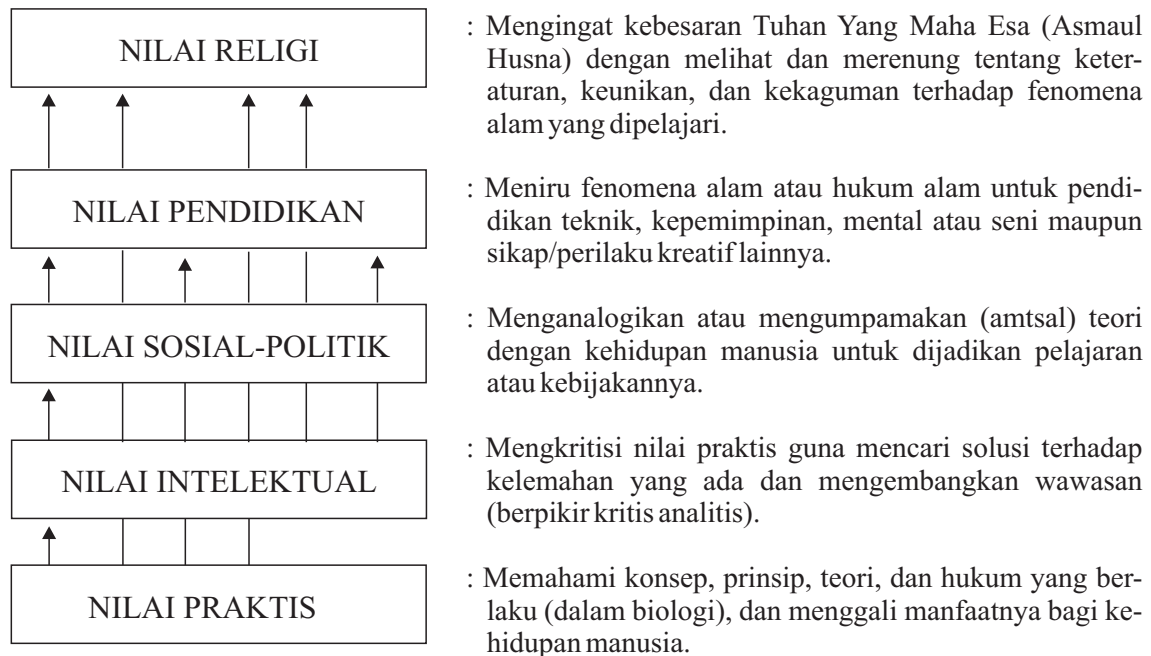 NILAI RELIGI
: Mengingat kebesaran Tuhan Yang Maha Esa (Asmaul
Husna) dengan melihat dan merenung tentang keter-
aturan, keunikan, dan kekaguman terhadap fenomena
alam yang dipelajari.
NILAI PENDIDIKAN
: Meniru fenomena alam atau hukum alam untuk pendi-
dikan teknik, kepemimpinan, mental atau seni maupun
sikap/perilaku kreatif lainnya.
NILAI SOSIAL-POLITIK
: Menganalogikan atau mengumpamakan (amtsal) teori
dengan kehidupan manusia untuk dijadikan pelajaran
atau kebijakannya.
NILAI INTELEKTUAL
: Mengkritisi nilai praktis guna mencari solusi terhadap
kelemahan yang ada dan mengembangkan wawasan
(berpikir kritis analitis).
NILAI PRAKTIS
: Memahami konsep, prinsip, teori, dan hukum yang ber-
laku (dalam biologi), dan menggali manfaatnya bagi ke-
hidupan manusia.